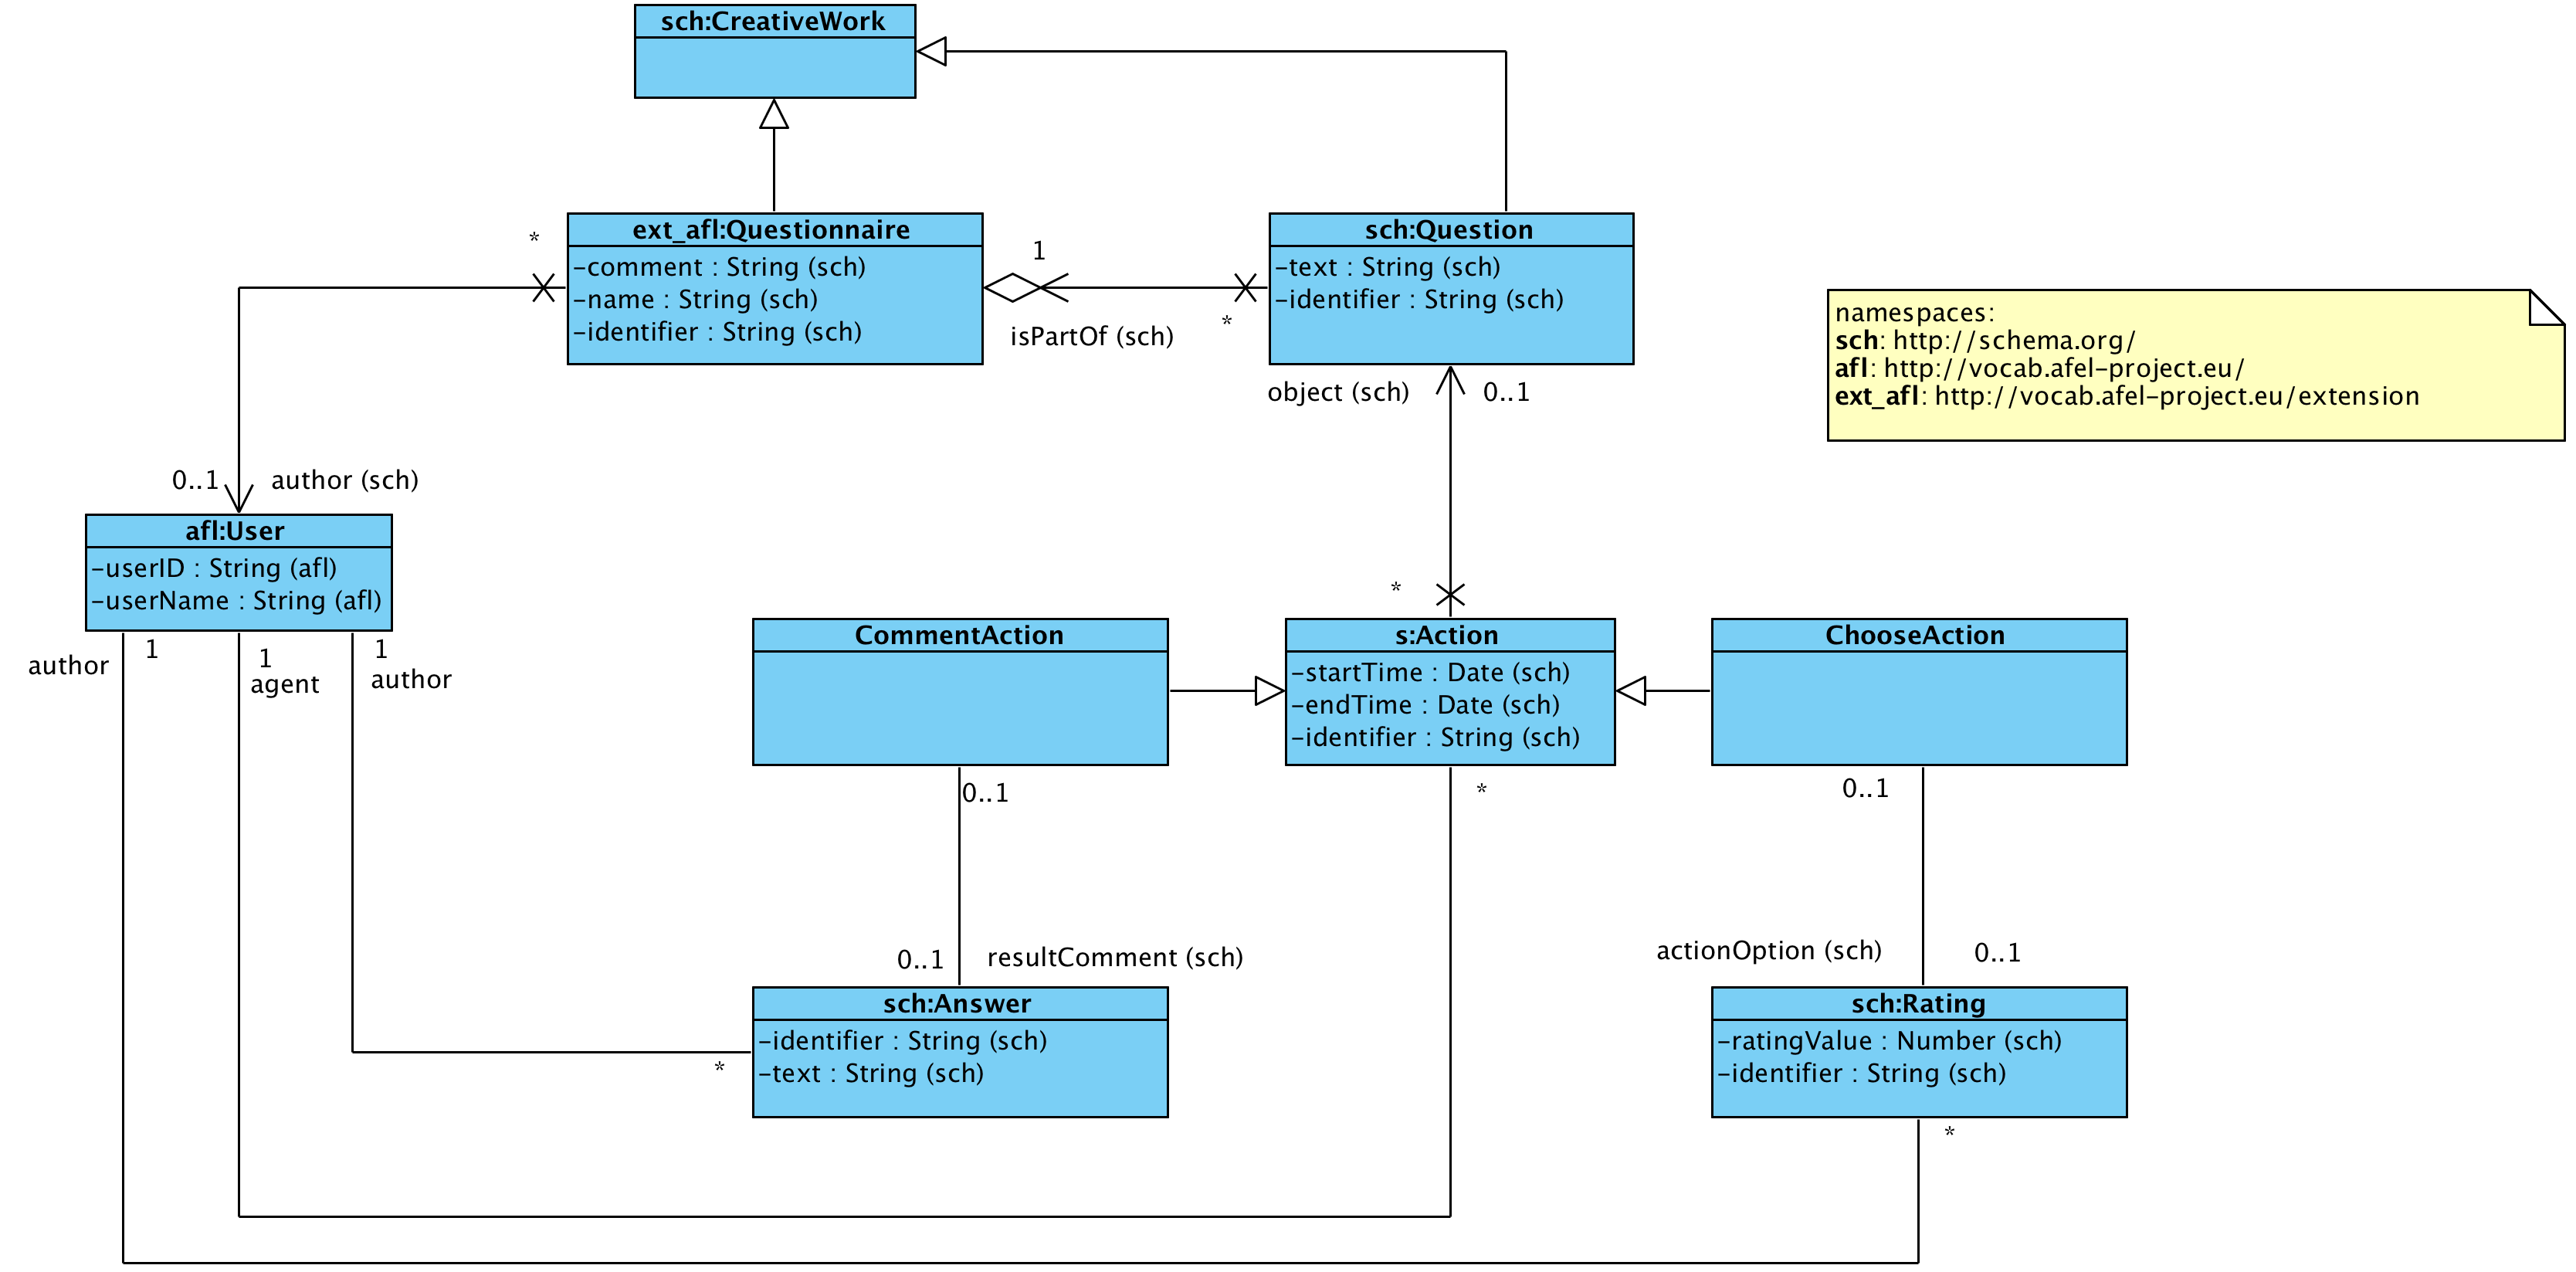 sch:CreativeWork
ext_afl:Questionnaire
-comment : String (sch)
-name : String (sch)
-identifier : String (sch)
*
1
isPartOf (sch)
*
sch:Question
-text : String (sch)
-identifier : String (sch)
namespaces:
sch: http://schema.org/
afl: http://vocab.afel-project.eu/
ext_afl: http://vocab.afel-project.eu/extension
object (sch)
0..1
0..1
author (sch)
afl:User
-userID : String (afl)
-userName : String (afl)
author
1
1
agent
1
author
*
CommentAction
s:Action
-startTime : Date (sch)
-endTime : Date (sch)
-identifier : String (sch)
ChooseAction
0..1
*
0..1
0..1
resultComment (sch)
actionOption (sch)
0..1
sch:Answer
-identifier : String (sch)
-text : String (sch)
*
sch:Rating
-ratingValue : Number (sch)
-identifier : String (sch)
*